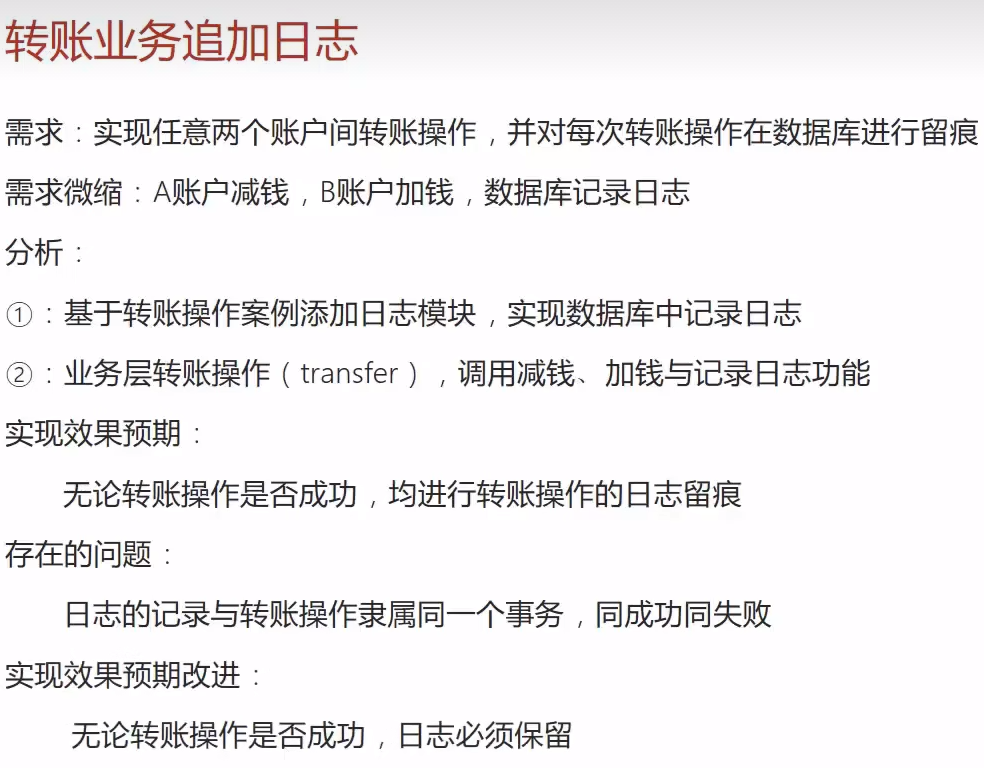 转账业务追加日志
需求：实现任意两个账户间转账操作，并对每次转账操作在数据库进行留痕
需求微缩：A账户减钱，B账户加钱，数据库记录日志
分析：
①：基于转账操作案例添加日志模块，实现数据库中记录日志
②：业务层转账操作（transfer），调用减钱、加钱与记录日志功能
实现效果预期：
无论转账操作是否成功，均进行转账操作的日志留痕
存在的问题：
日志的记录与转账操作隶属同一个事务，同成功同失败
实现效果预期改进：
无论转账操作是否成功，日志必须保留